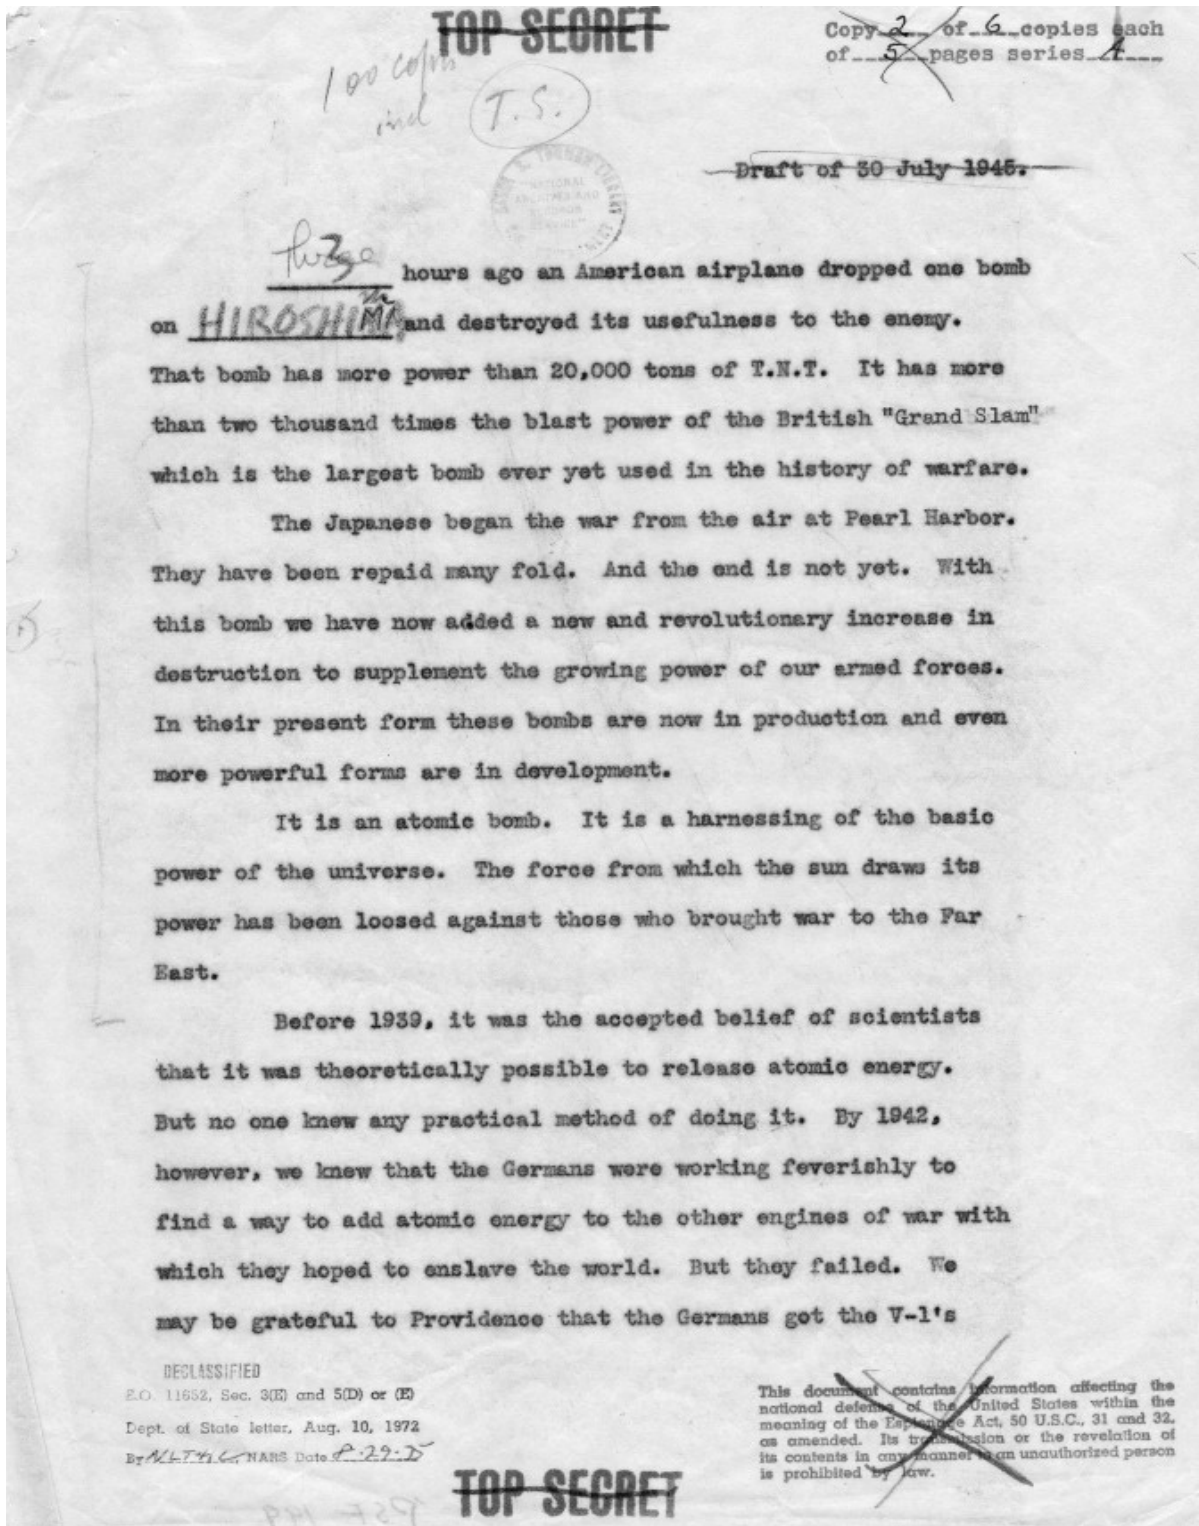 TOP SECRET
Copy 2 of 6 copies each
of 5 pages series A
100 copies
T.S.
NATIONAL
ARCHIVES AND
RECORDS
SERVICE
Draft of 30 July 1945.
three 3 hours ago an American airplane dropped one bomb
on HIROSHIMA and destroyed its usefulness to the enemy.
That bomb has more power than 20,000 tons of T.N.T. It has more
than two thousand times the blast power of the British "Grand Slam"
which is the largest bomb ever yet used in the history of warfare.
The Japanese began the war from the air at Pearl Harbor.
They have been repaid many fold. And the end is not yet. With
this bomb we have now added a new and revolutionary increase in
destruction to supplement the growing power of our armed forces.
In their present form these bombs are now in production and even
more powerful forms are in development.
It is an atomic bomb. It is a harnessing of the basic
power of the universe. The force from which the sun draws its
power has been loosed against those who brought war to the Far
East.
Before 1939, it was the accepted belief of scientists
that it was theoretically possible to release atomic energy.
But no one knew any practical method of doing it. By 1942,
however, we knew that the Germans were working feverishly to
find a way to add atomic energy to the other engines of war with
which they hoped to enslave the world. But they failed. We
may be grateful to Providence that the Germans got the V-1's
DECLASSIFIED
E.O. 11652, Sec. 3(E) and 5(D) or (E)
Dept. of State letter, Aug. 10, 1972
By NLT-HC, NARS Date 8-29-75
This document contains information affecting the
national defense of the United States within the
meaning of the Espionage Act, 50 U.S.C., 31 and 32,
as amended. Its transmission or the revelation of
its contents in any manner to an unauthorized person
is prohibited by law.
TOP SECRET